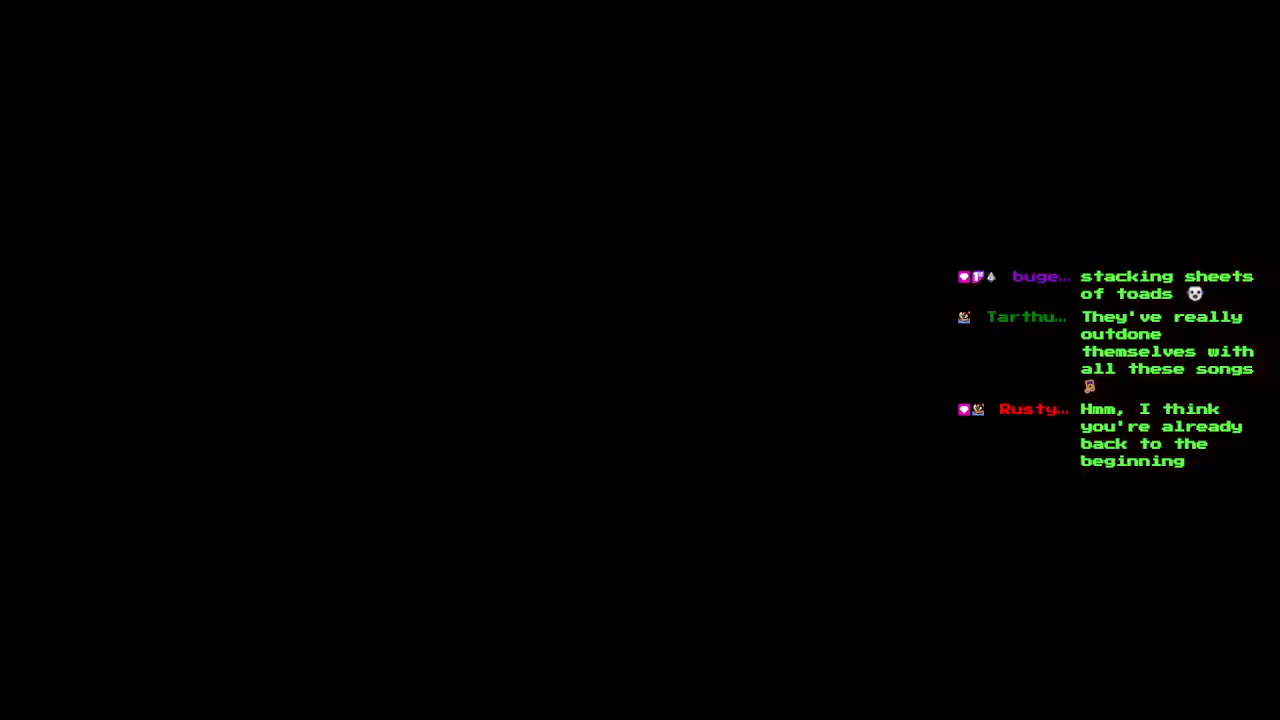 buge... stacking sheets
of toads
Tarthu... They've really
outdone
themselves with
all these songs
Rusty... Hmm, I think
you're already
back to the
beginning